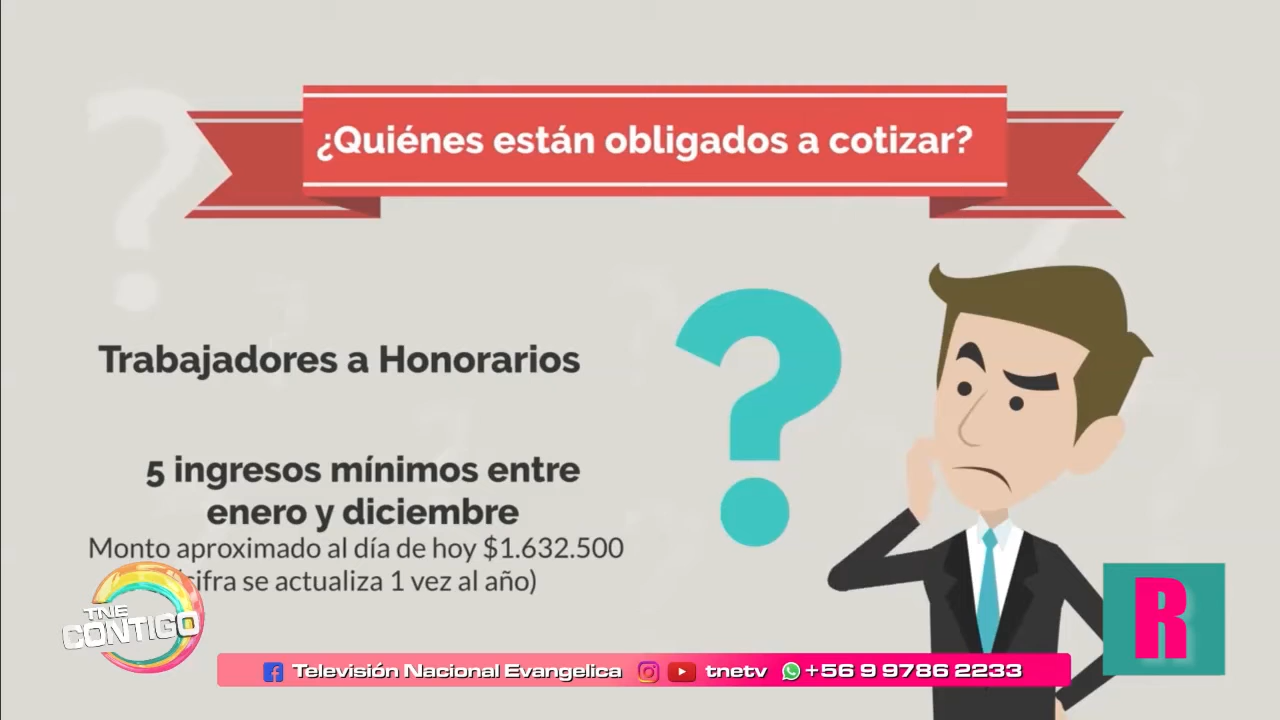 ¿Quiénes están obligados a cotizar?
Trabajadores a Honorarios
5 ingresos mínimos entre
enero y diciembre
Monto aproximado al día de hoy $1.632.500
cifra se actualiza 1 vez al año)
TNE
CONTIGO
R
Televisión Nacional Evangelica tnetv +56 9 9786 2233